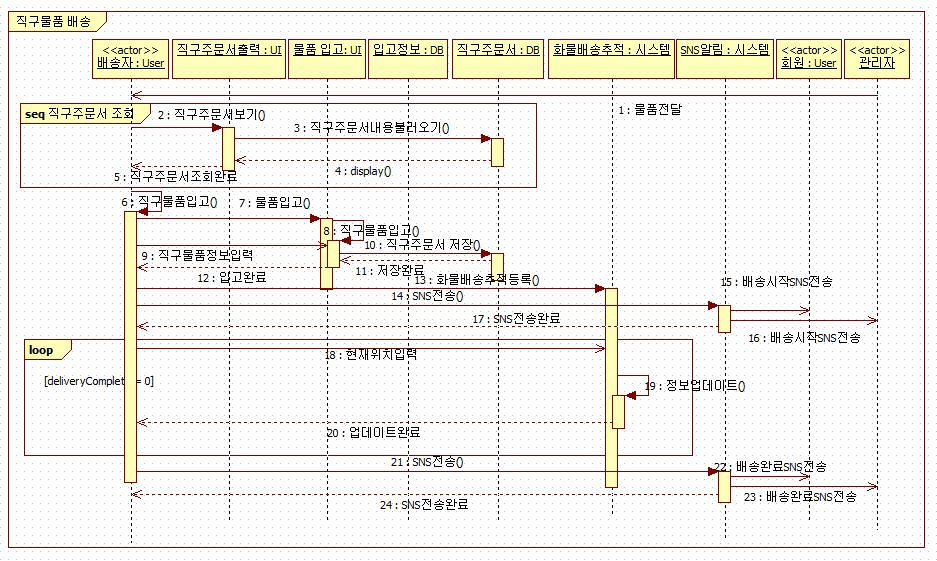 직구물품 배송
<<actor>>
배송자 : User
직구주문서출력 : UI
물품 입고 : UI
입고정보 : DB
직구주문서 : DB
화물배송추적 : 시스템
SNS알림 : 시스템
<<actor>>
회원 : User
<<actor>>
관리자
1 : 물품전달
seq 직구주문서 조회
2 : 직구주문서보기()
3 : 직구주문서내용불러오기()
4 : display()
5 : 직구주문서조회완료
6 : 직구물품입고()
7 : 물품입고()
8 : 직구물품입고()
9 : 직구물품정보입력
10 : 직구주문서 저장()
11 : 저장완료
12 : 입고완료
13 : 화물배송추적등록()
14 : SNS전송()
15 : 배송시작SNS전송
16 : 배송시작SNS전송
17 : SNS전송완료
loop
18 : 현재위치입력
[deliveryComplet = 0]
19 : 정보업데이트()
20 : 업데이트완료
21 : SNS전송()
22 : 배송완료SNS전송
23 : 배송완료SNS전송
24 : SNS전송완료